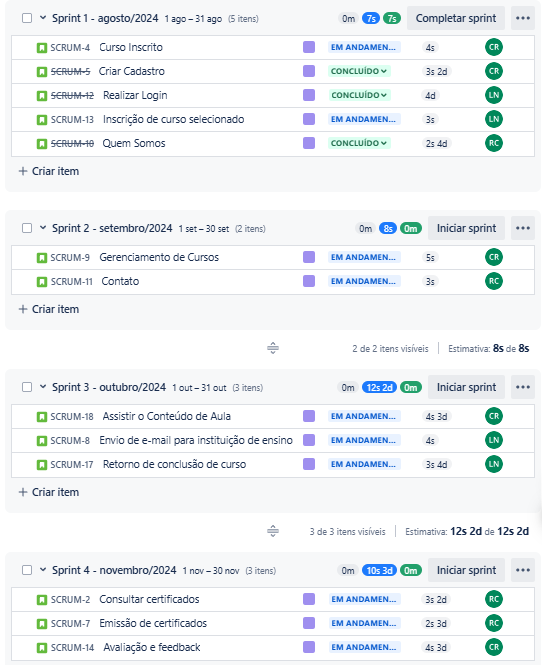 Sprint 1 - agosto/2024 1 ago – 31 ago (5 itens) 0m 7s 7s Completar sprint
SCRUM-4 Curso Inscrito EM ANDAMEN... 4s CR
SCRUM-5 Criar Cadastro CONCLUÍDO 3s 2d CR
SCRUM-12 Realizar Login CONCLUÍDO 4d LN
SCRUM-13 Inscrição de curso selecionado EM ANDAMEN... 3s LN
SCRUM-10 Quem Somos CONCLUÍDO 2s 4d RC
+ Criar item
Sprint 2 - setembro/2024 1 set – 30 set (2 itens) 0m 8s 0m Iniciar sprint
SCRUM-9 Gerenciamento de Cursos EM ANDAMEN... 5s CR
SCRUM-11 Contato EM ANDAMEN... 3s RC
+ Criar item
2 de 2 itens visíveis Estimativa: 8s de 8s
Sprint 3 - outubro/2024 1 out – 31 out (3 itens) 0m 12s 2d 0m Iniciar sprint
SCRUM-18 Assistir o Conteúdo de Aula EM ANDAMEN... 4s 3d CR
SCRUM-8 Envio de e-mail para instituição de ensino EM ANDAMEN... 4s LN
SCRUM-17 Retorno de conclusão de curso EM ANDAMEN... 3s 4d LN
+ Criar item
3 de 3 itens visíveis Estimativa: 12s 2d de 12s 2d
Sprint 4 - novembro/2024 1 nov – 30 nov (3 itens) 0m 10s 3d 0m Iniciar sprint
SCRUM-2 Consultar certificados EM ANDAMEN... 3s 2d RC
SCRUM-7 Emissão de certificados EM ANDAMEN... 2s 3d RC
SCRUM-14 Avaliação e feedback EM ANDAMEN... 4s 3d CR